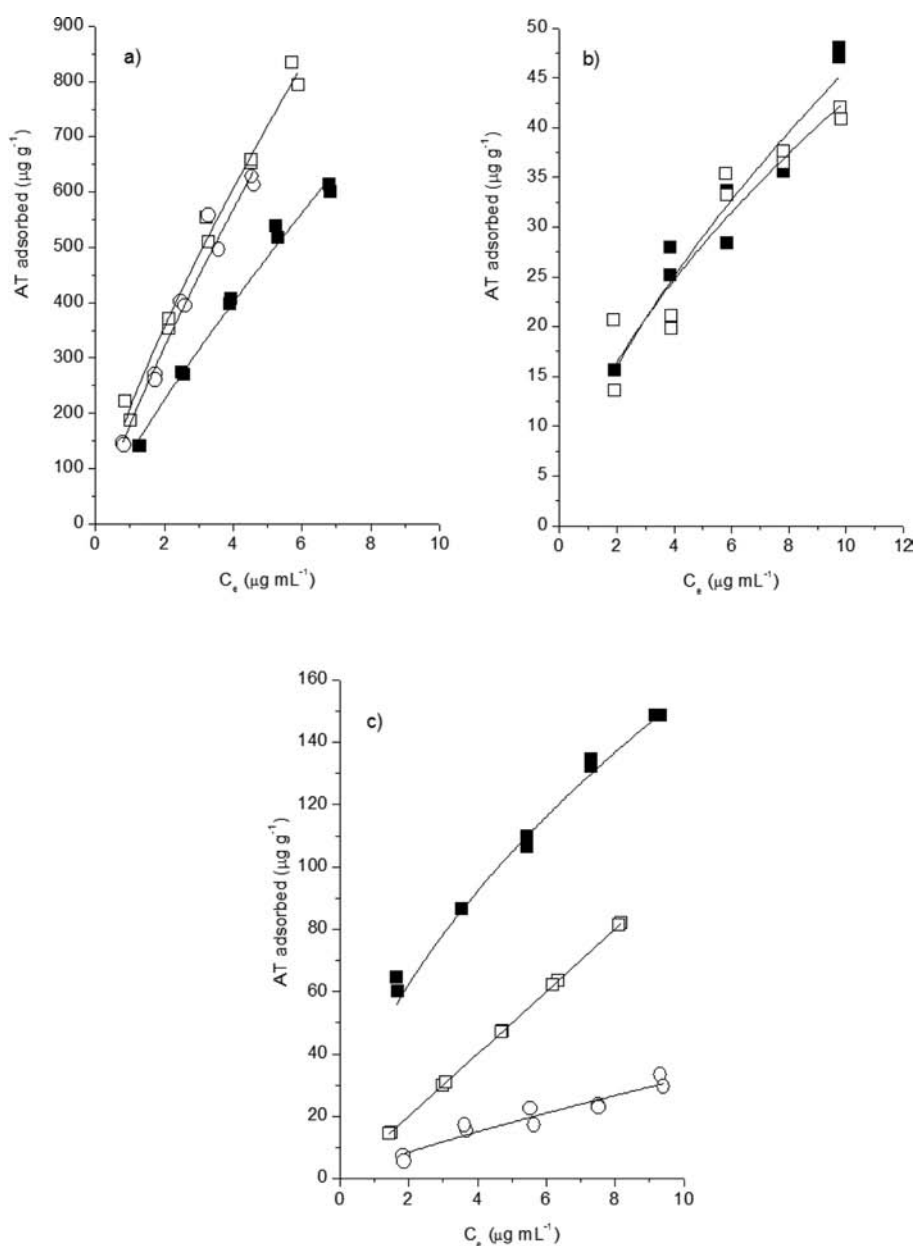 a)
900
800
700
600
500
400
300
200
100
0
AT adsorbed (µg g⁻¹)
0 2 4 6 8 10
Cₑ (µg mL⁻¹)
b)
50
45
40
35
30
25
20
15
10
5
0
AT adsorbed (µg g⁻¹)
0 2 4 6 8 10 12
Cₑ (µg mL⁻¹)
c)
160
140
120
100
80
60
40
20
0
AT adsorbed (µg g⁻¹)
0 2 4 6 8 10
Cₑ (µg mL⁻¹)